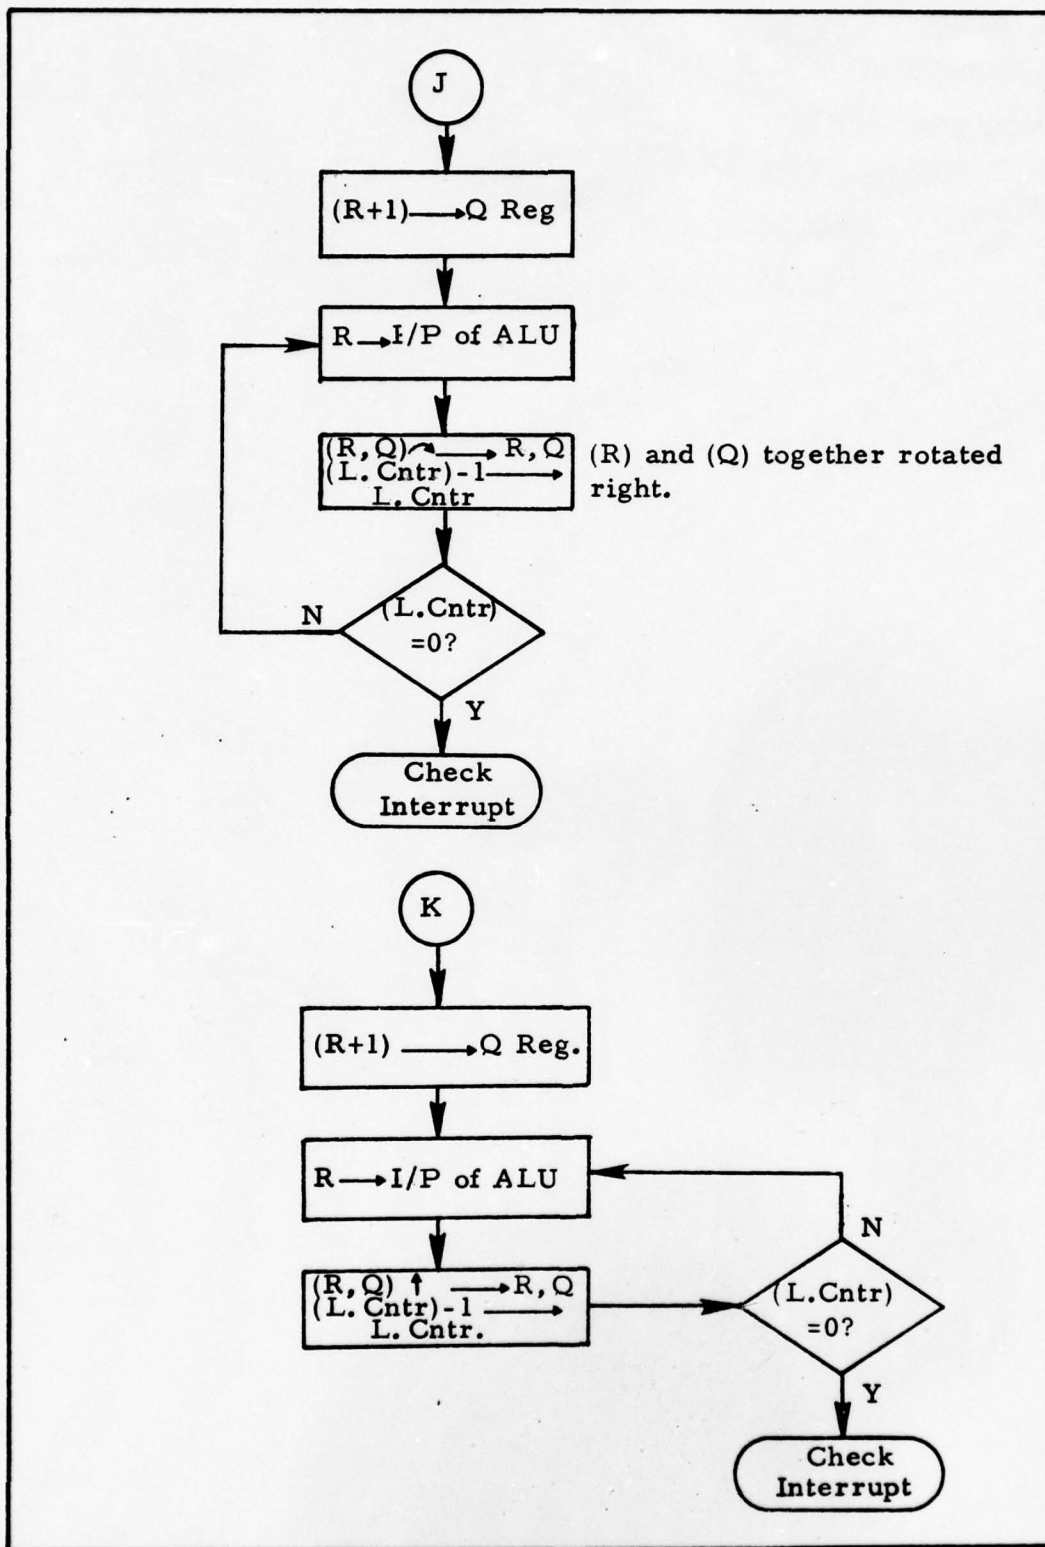 J
(R+1)→Q Reg
R→I/P of ALU
(R,Q)↷→R,Q
(L.Cntr)-1→
L.Cntr
(R) and (Q) together rotated
right.
(L.Cntr)
=0?
N
Y
Check
Interrupt
K
(R+1)→Q Reg.
R→I/P of ALU
(R,Q)↑→R,Q
(L.Cntr)-1→
L.Cntr.
N
(L.Cntr)
=0?
Y
Check
Interrupt